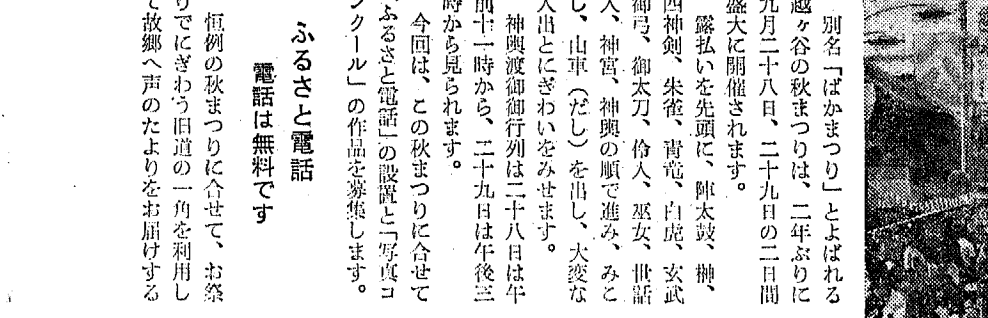 別名「ばかまつり」とよばれる
越ヶ谷の秋まつりは、二年ぶりに
九月二十八日、二十九日の二日間
盛大に開催されます。
露払いを先頭に、陣太鼓、榊、
四神剣、朱雀、青竜、白虎、玄武
御弓、御太刀、伶人、巫女、世話
人、神宮、神輿の順で進み、みこ
し、山車（だし）を出し、大変な
人出とにぎわいをみせます。
神輿渡御御行列は二十八日は午
前十一時から、二十九日は午後三
時から見られます。
今回は、この秋まつりに合せて
ふるさと電話」の設置と「写真コ
ンクール」の作品を募集します。
ふるさと電話
電話は無料です
恒例の秋まつりに合せて、お祭
りでにぎわう旧道の一角を利用し
て故郷へ声のたよりをお届けする